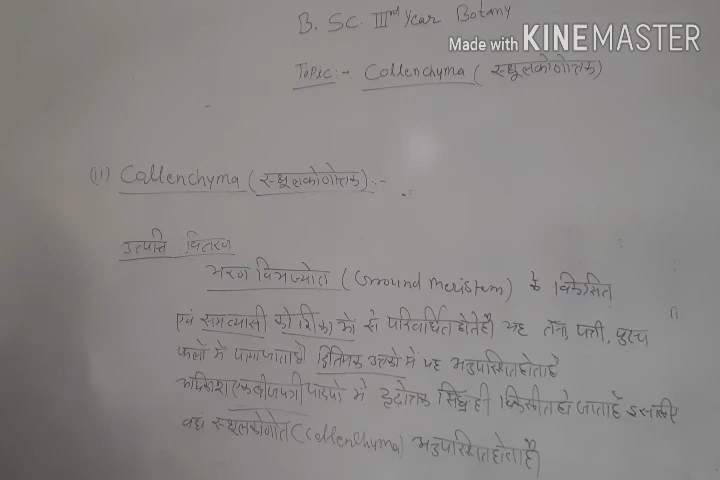 B. Sc. IIIrd Year Botany
Made with KINEMASTER
Topic:- Collenchyma (स्थूलकोणोत्तक)
(ii) Collenchyma (स्थूलकोणोत्तक):-
उत्पत्ति वितरण
भरण विभज्योत (Ground meristem) के विकसित
एवं समव्यासी कोशिकाओं से परिवर्धित होते है। यह तना, पत्ती, पुष्प
फलों में पाया जाता है द्वितियक उत्तकों में यह अनुपस्थित होता है
अधिकांश एकबीजपत्री पादपो में दृढ़ोत्तक ही विकसीत हो जाता है इसलिए
वहां स्थूलकोणोत (Collenchyma) अनुपस्थित होता है